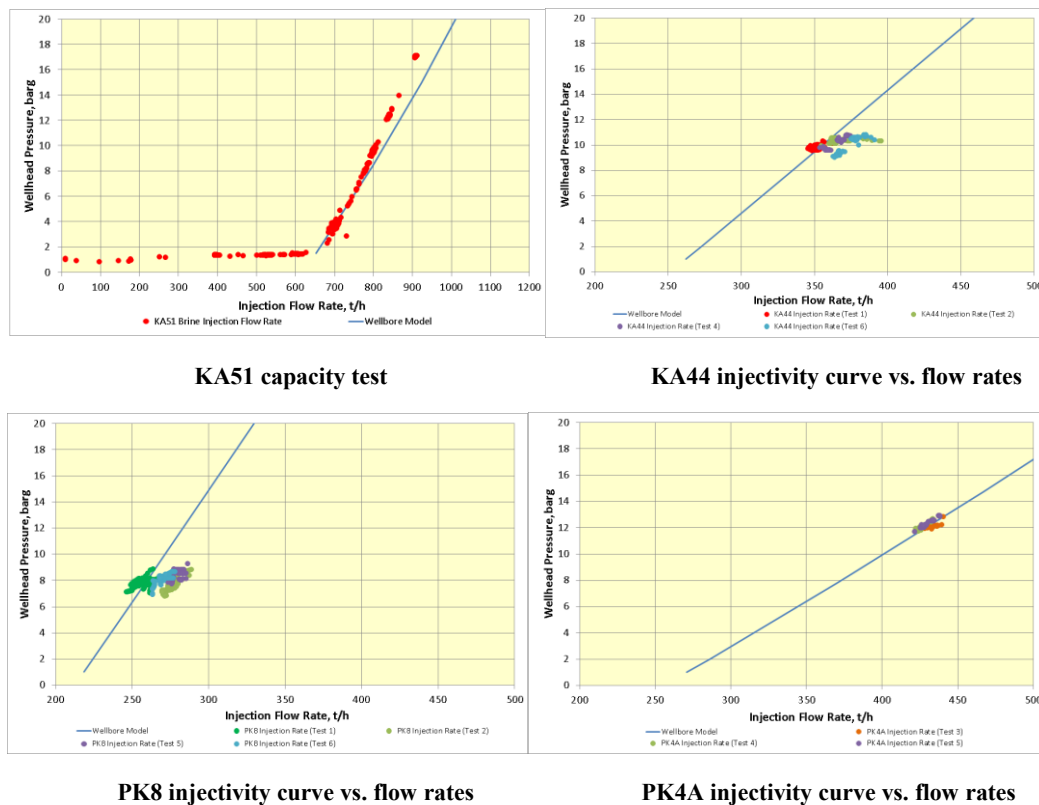 20
18
16
14
12
10
8
6
4
2
0
Wellhead Pressure, barg
0 100 200 300 400 500 600 700 800 900 1000 1100 1200
Injection Flow Rate, t/h
KA51 Brine Injection Flow Rate Wellbore Model
KA51 capacity test
20
18
16
14
12
10
8
6
4
2
0
Wellhead Pressure, barg
200 250 300 350 400 450 500
Injection Flow Rate, t/h
Wellbore Model KA44 Injection Rate (Test 1) KA44 Injection Rate (Test 2)
KA44 Injection Rate (Test 4) KA44 Injection Rate (Test 6)
KA44 injectivity curve vs. flow rates
20
18
16
14
12
10
8
6
4
2
0
Wellhead Pressure, barg
200 250 300 350 400 450 500
Injection Flow Rate, t/h
Wellbore Model PK8 Injection Rate (Test 1) PK8 Injection Rate (Test 2)
PK8 Injection Rate (Test 5) PK8 Injection Rate (Test 6)
PK8 injectivity curve vs. flow rates
20
18
16
14
12
10
8
6
4
2
0
Wellhead Pressure, barg
200 250 300 350 400 450 500
Injection Flow Rate, t/h
Wellbore Model PK4A Injection Rate (Test 3)
PK4A Injection Rate (Test 4) PK4A Injection Rate (Test 5)
PK4A injectivity curve vs. flow rates